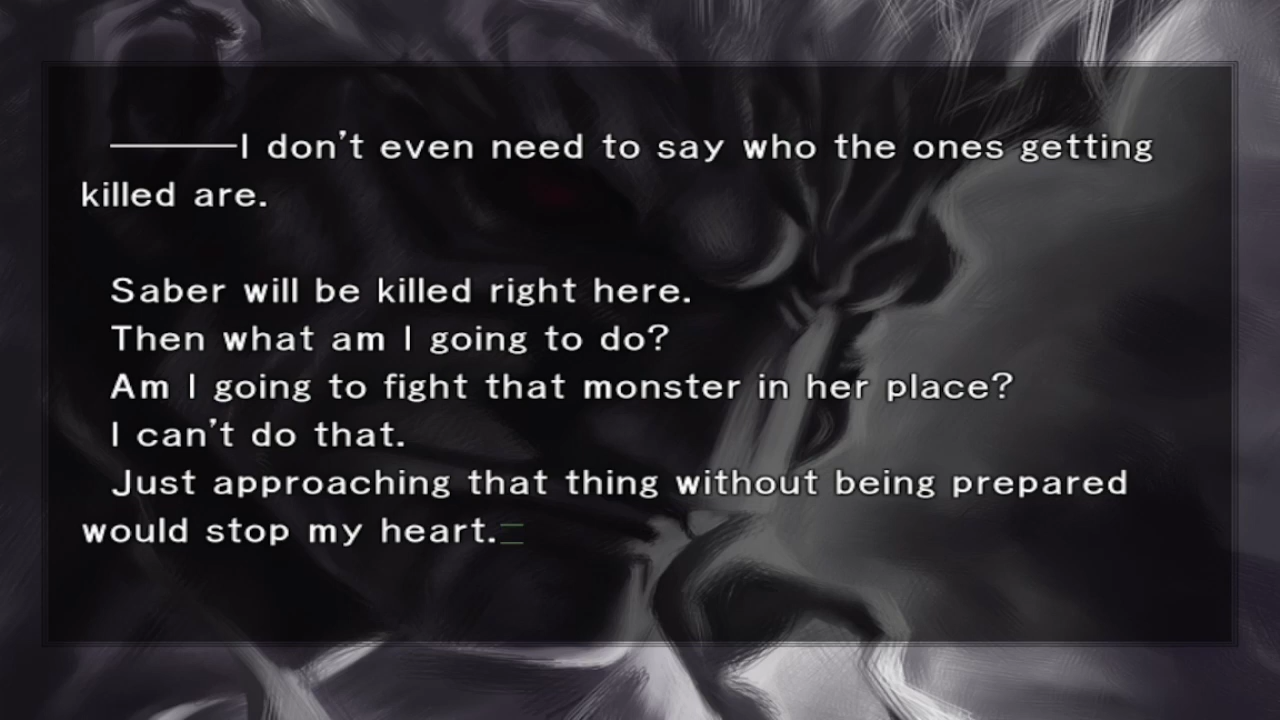 ————I don't even need to say who the ones getting
killed are.
Saber will be killed right here.
Then what am I going to do?
Am I going to fight that monster in her place?
I can't do that.
Just approaching that thing without being prepared
would stop my heart.